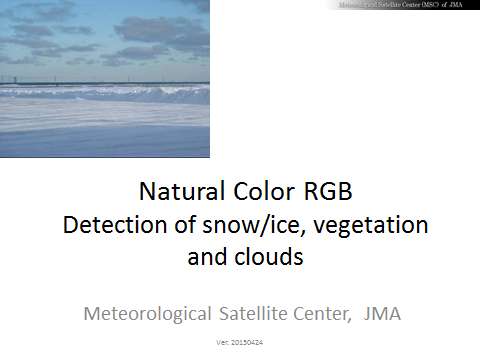 Meteorological Satellite Center (MSC) of JMA
Natural Color RGB
Detection of snow/ice, vegetation
and clouds
Meteorological Satellite Center, JMA
Ver. 20150424